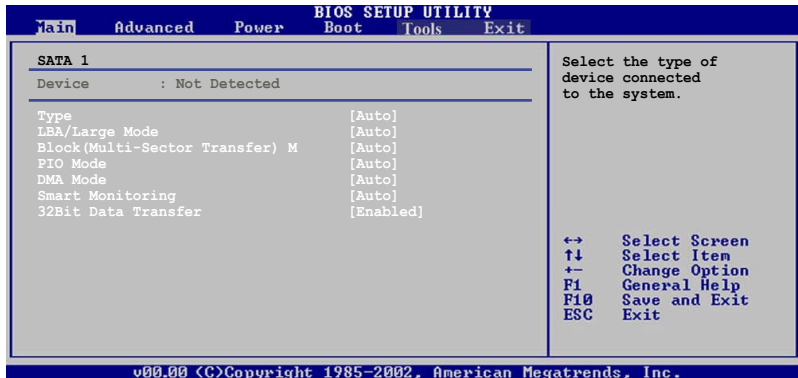 BIOS SETUP UTILITY
Main Advanced Power Boot Tools Exit
SATA 1
Device : Not Detected
Type [Auto]
LBA/Large Mode [Auto]
Block(Multi-Sector Transfer) M [Auto]
PIO Mode [Auto]
DMA Mode [Auto]
Smart Monitoring [Auto]
32Bit Data Transfer [Enabled]
Select the type of
device connected
to the system.
←→ Select Screen
↑↓ Select Item
+- Change Option
F1 General Help
F10 Save and Exit
ESC Exit
v00.00 (C)Copyright 1985-2002, American Megatrends, Inc.